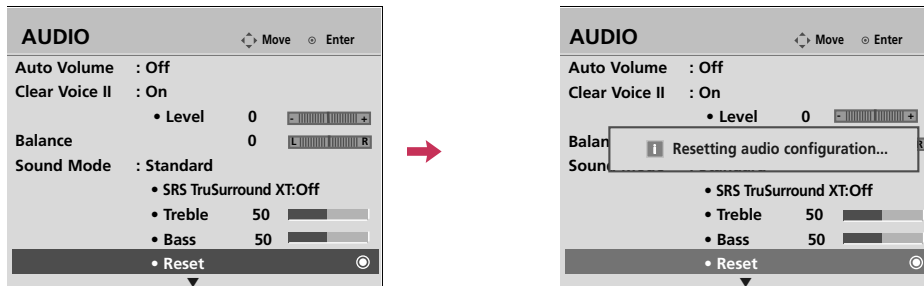 AUDIO Move Enter
Auto Volume : Off
Clear Voice II : On
• Level 0 - +
Balance 0 L R
Sound Mode : Standard
• SRS TruSurround XT:Off
• Treble 50
• Bass 50
• Reset
AUDIO Move Enter
Auto Volume : Off
Clear Voice II : On
• Level 0 - +
Balan R
i Resetting audio configuration...
Soun
• SRS TruSurround XT:Off
• Treble 50
• Bass 50
• Reset